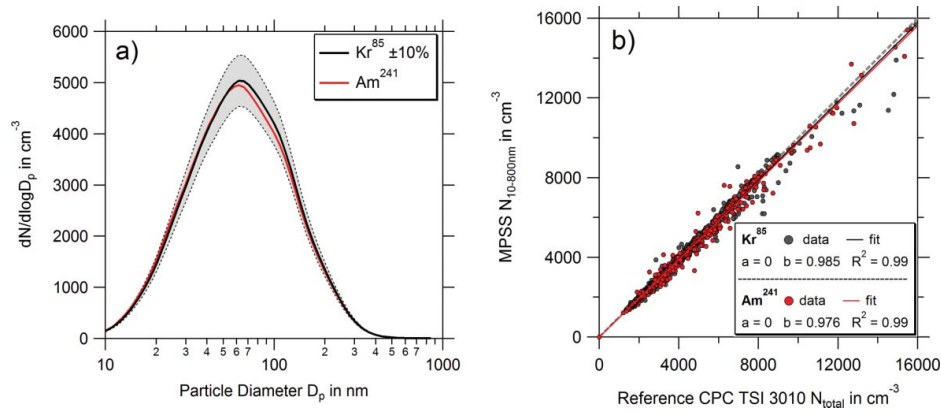 a)
Kr85 ±10%
Am241
dN/dlogDp in cm-3
6000
5000
4000
3000
2000
1000
0
10
2
3
4
5
6
7
100
2
3
4
5
6
7
1000
Particle Diameter Dp in nm
b)
MPSS N10-800nm in cm-3
16000
12000
8000
4000
0
Kr85 data fit
a = 0 b = 0.985 R2 = 0.99
Am241 data fit
a = 0 b = 0.976 R2 = 0.99
0
4000
8000
12000
16000
Reference CPC TSI 3010 Ntotal in cm-3